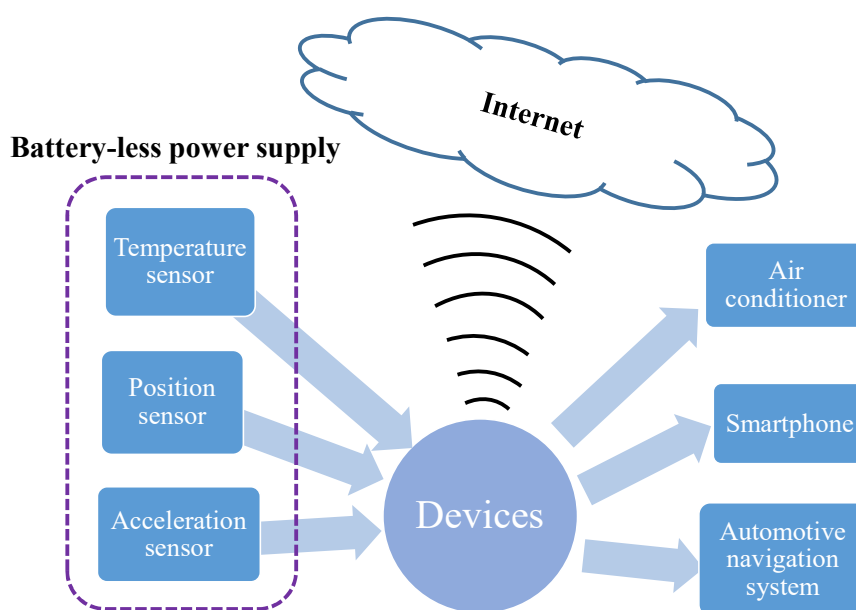 Internet
Battery-less power supply
Temperature
sensor
Position
sensor
Acceleration
sensor
Devices
Air
conditioner
Smartphone
Automotive
navigation
system